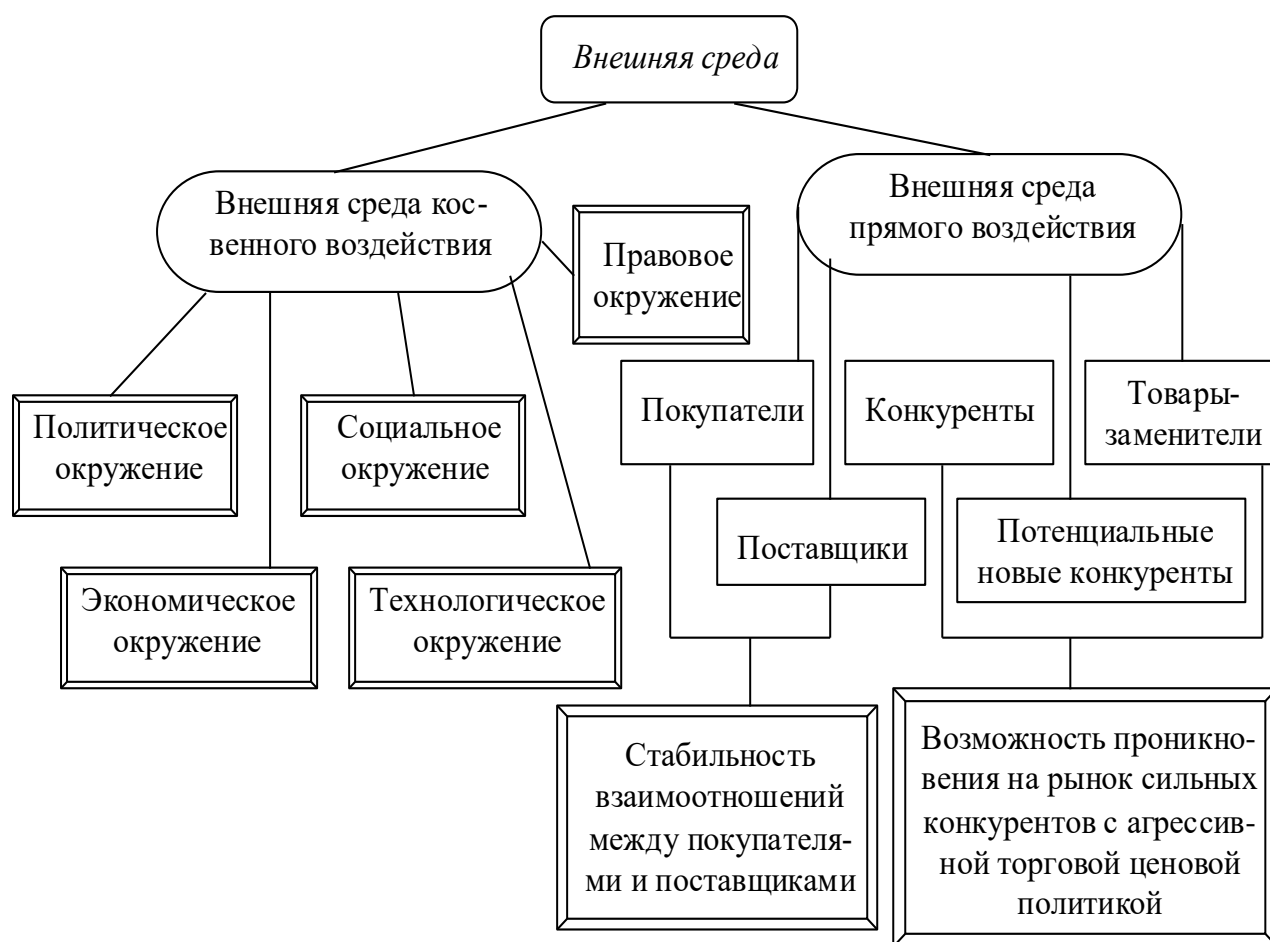 Внешняя среда
Внешняя среда кос-
венного воздействия
Внешняя среда
прямого воздействия
Правовое
окружение
Политическое
окружение
Социальное
окружение
Экономическое
окружение
Технологическое
окружение
Покупатели
Конкуренты
Товары-
заменители
Поставщики
Потенциальные
новые конкуренты
Стабильность
взаимоотношений
между покупателя-
ми и поставщиками
Возможность проникно-
вения на рынок сильных
конкурентов с агрессив-
ной торговой ценовой
политикой